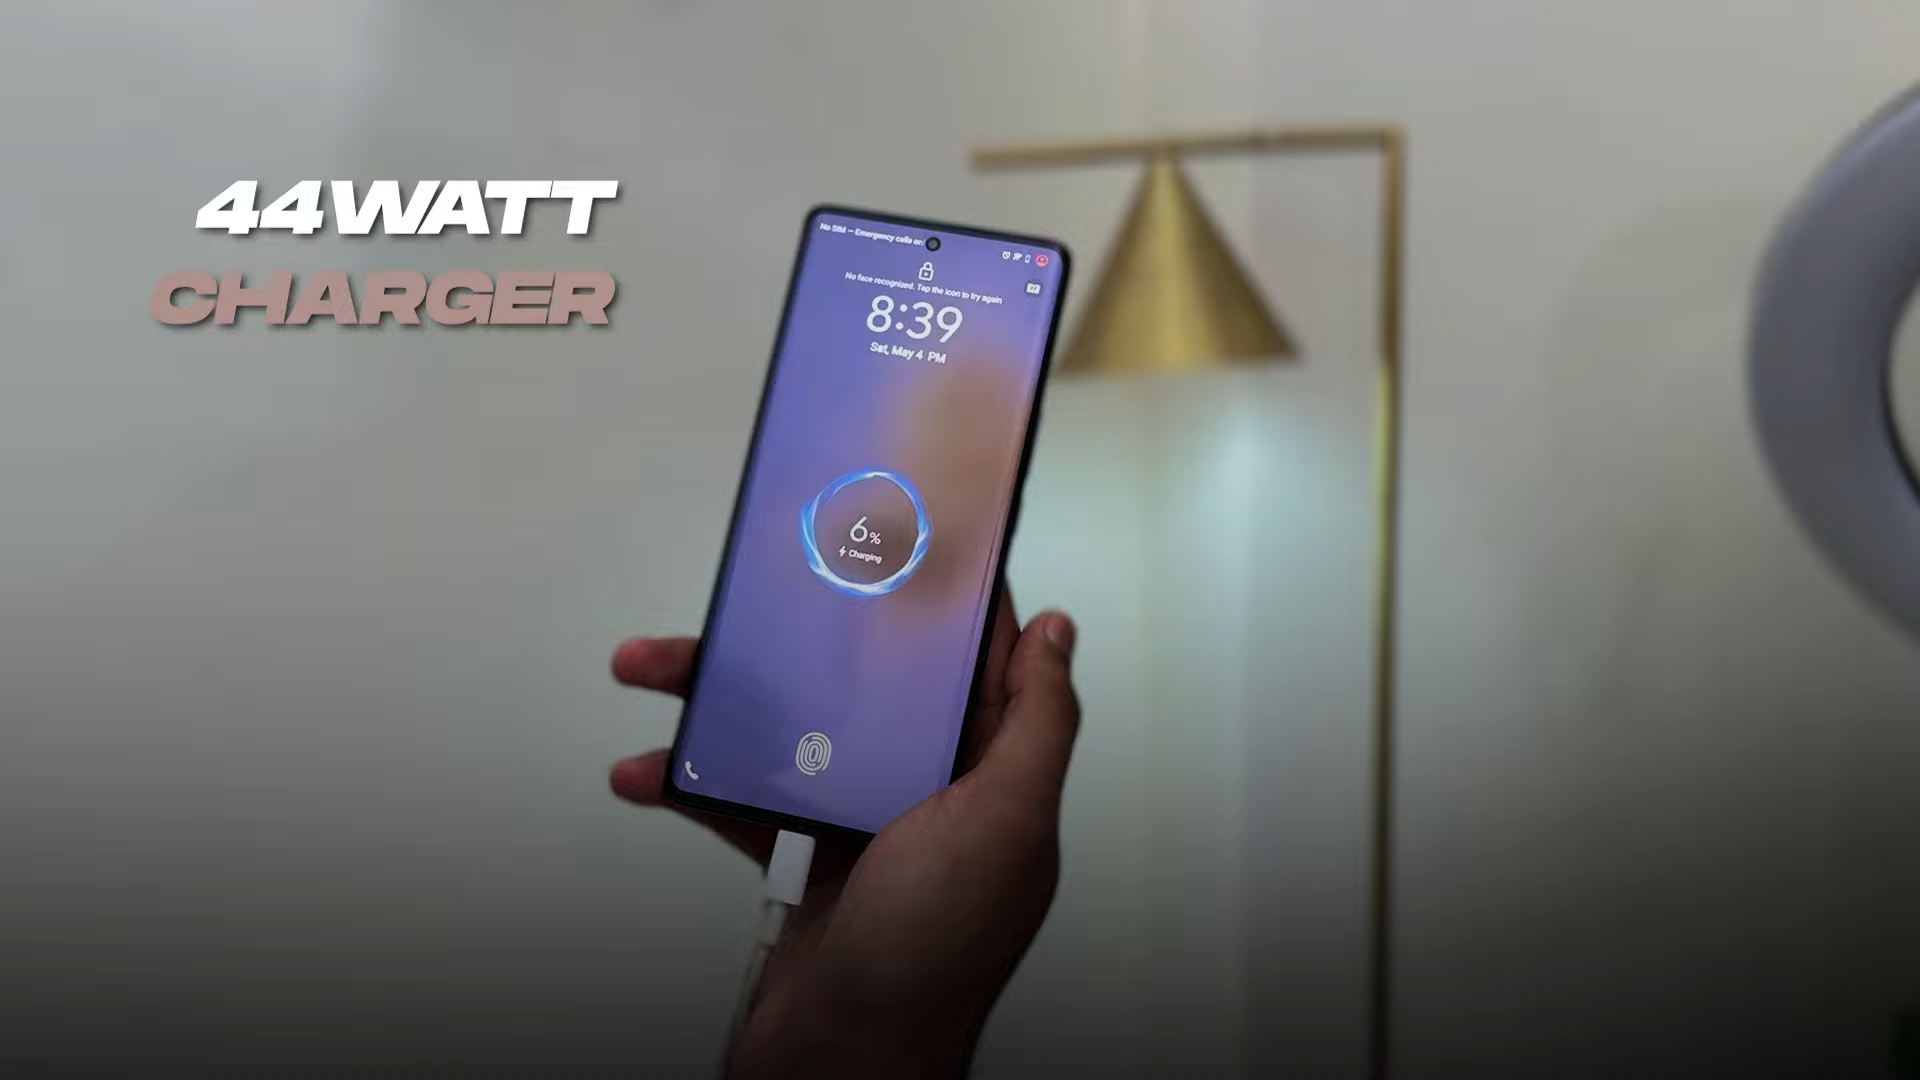 44WATT
CHARGER
No SIM — Emergency calls on
No face recognized. Tap the icon to try again
8:39
Sat, May 4 PM
6%
Charging